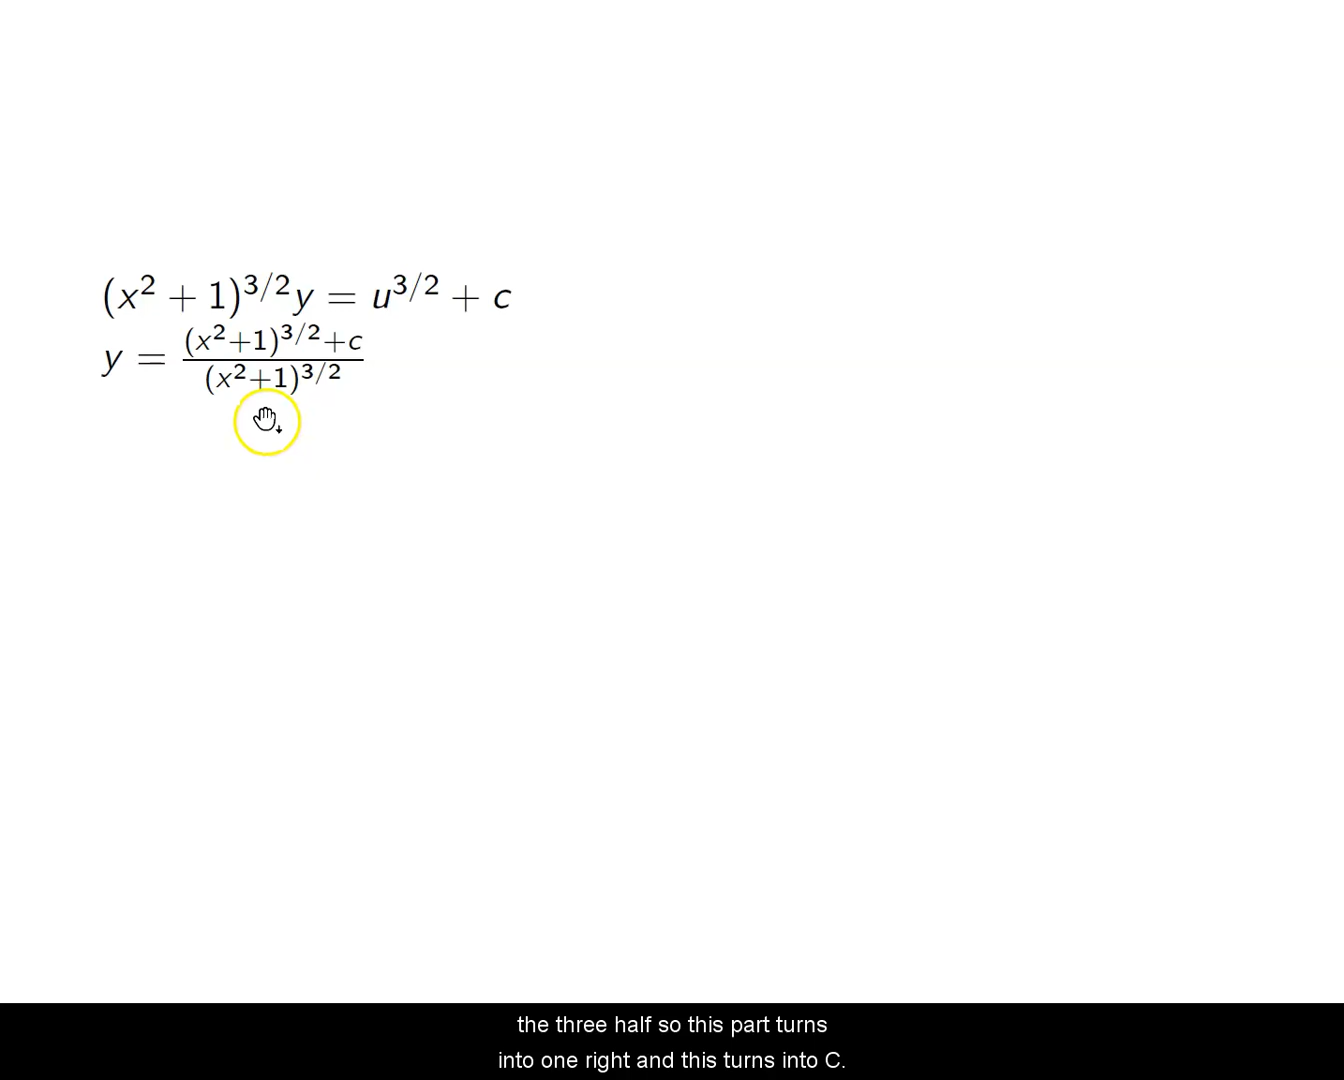 (x² + 1)^{3/2}y = u^{3/2} + c
y = \frac{(x²+1)^{3/2}+c}{(x²+1)^{3/2}}
the three half so this part turns
into one right and this turns into C.